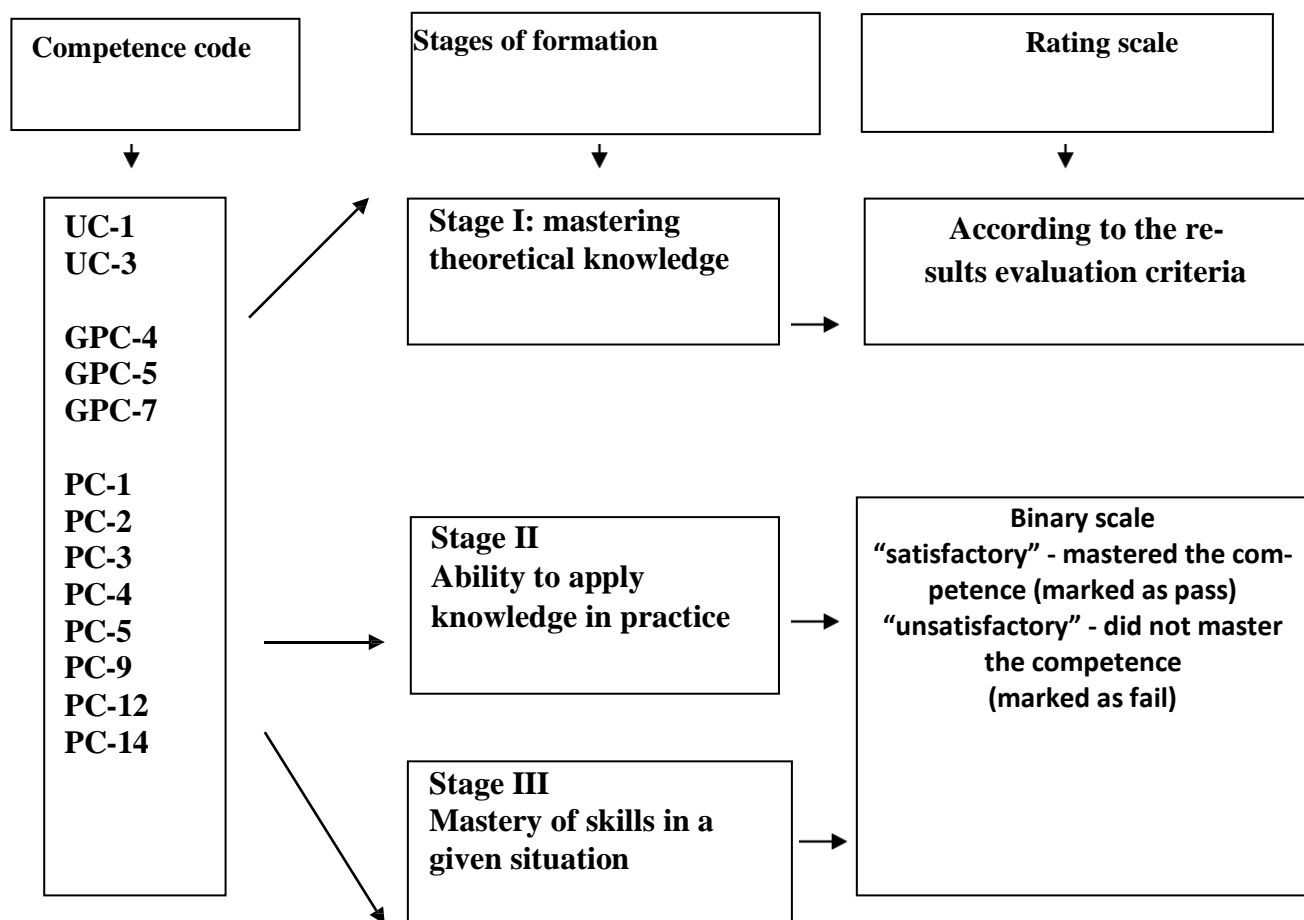 Competence code
Stages of formation
Rating scale
UC-1
UC-3
GPC-4
GPC-5
GPC-7
PC-1
PC-2
PC-3
PC-4
PC-5
PC-9
PC-12
PC-14
Stage I: mastering
theoretical knowledge
According to the re-
sults evaluation criteria
Stage II
Ability to apply
knowledge in practice
Binary scale
“satisfactory” - mastered the com-
petence (marked as pass)
“unsatisfactory” - did not master
the competence
(marked as fail)
Stage III
Mastery of skills in a
given situation